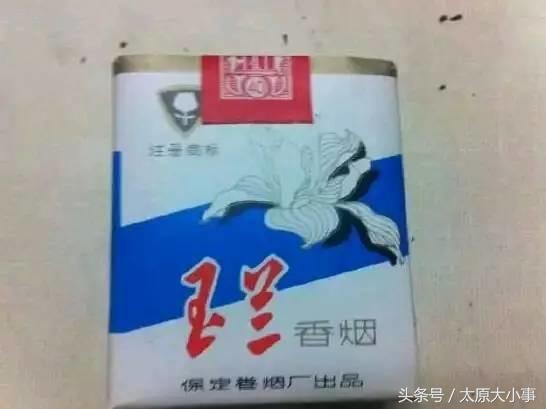 注册商标
玉兰
香烟
保定卷烟厂出品
头条号／太原大小事